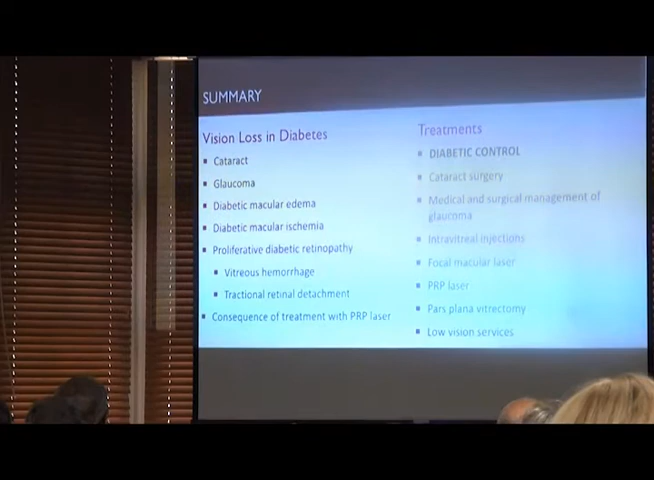 SUMMARY
Vision Loss in Diabetes
Cataract
Glaucoma
Diabetic macular edema
Diabetic macular ischemia
Proliferative diabetic retinopathy
Vitreous hemorrhage
Tractional retinal detachment
Consequence of treatment with PRP laser
Treatments
DIABETIC CONTROL
Cataract surgery
Medical and surgical management of
glaucoma
Intravitreal injections
Focal macular laser
PRP laser
Pars plana vitrectomy
Low vision services